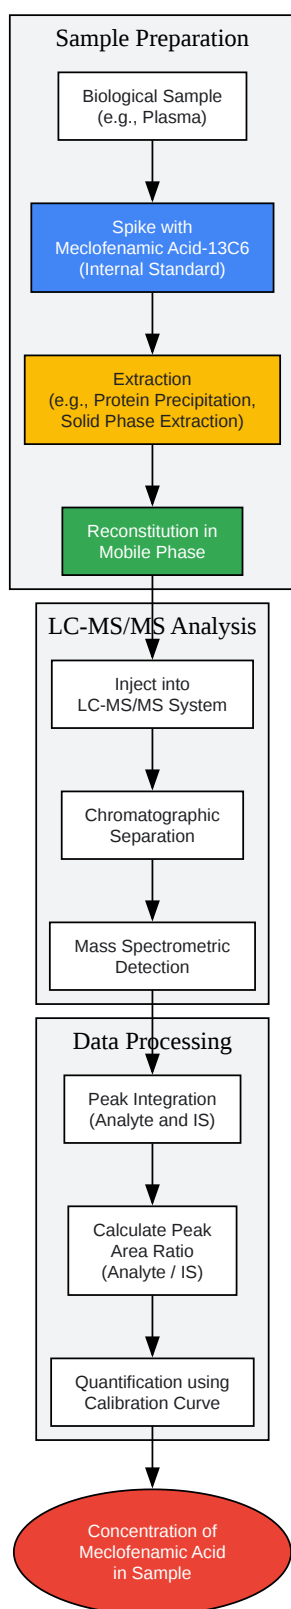 Sample Preparation
Biological Sample
(e.g., Plasma)
Spike with
Meclofenamic Acid-13C6
(Internal Standard)
Extraction
(e.g., Protein Precipitation,
Solid Phase Extraction)
Reconstitution in
Mobile Phase
LC-MS/MS Analysis
Inject into
LC-MS/MS System
Chromatographic
Separation
Mass Spectrometric
Detection
Data Processing
Peak Integration
(Analyte and IS)
Calculate Peak
Area Ratio
(Analyte / IS)
Quantification using
Calibration Curve
Concentration of
Meclofenamic Acid
in Sample